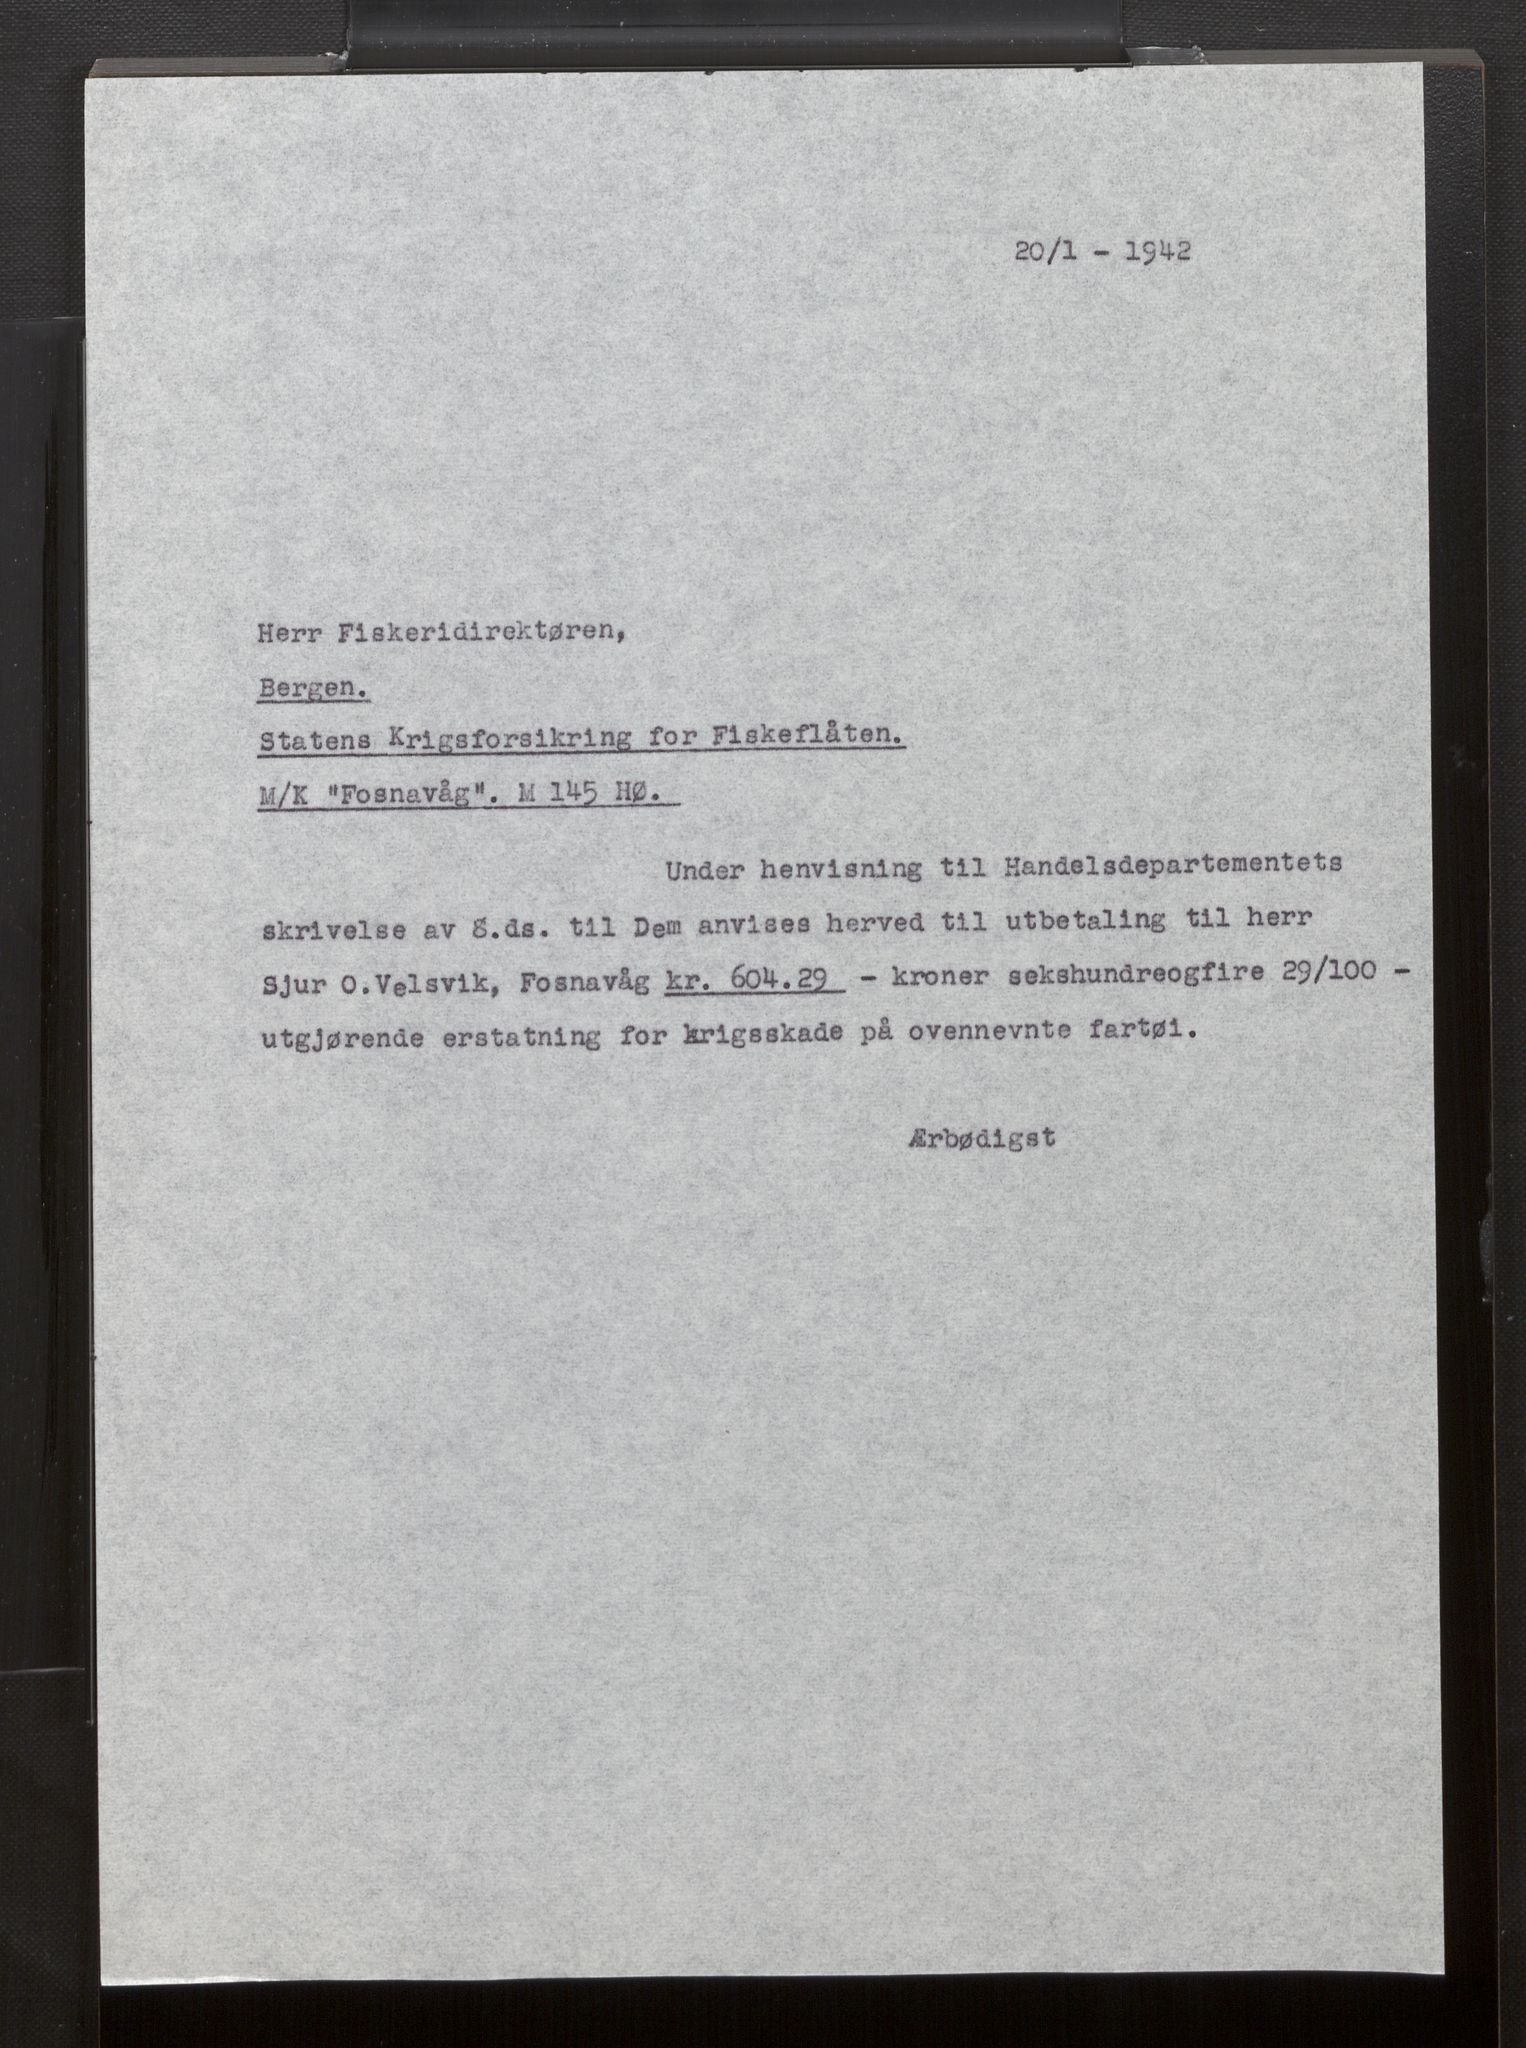 20/1 - 1942
Herr Fiskeridirektøren,
Bergen.
Statens Krigsforsikring for Fiskeflåten.
M/K "Fosnavåg". M 145 HØ.
Under henvisning til Handelsdepartementets
skrivelse av 8.ds. til Dem anvises herved til utbetaling til herr
Sjur O.Velsvik, Fosnavåg kr. 604.29 - kroner sekshundreogfire 29/100 -
utgjørende erstatning for krigsskade på ovennevnte fartøi.
Ærbødigst